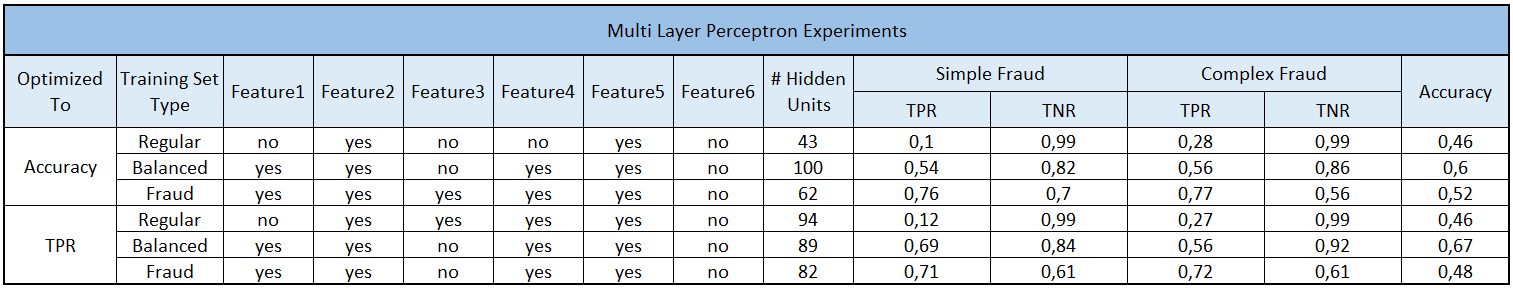 Multi Layer Perceptron Experiments
Optimized To Training Set Type Feature1 Feature2 Feature3 Feature4 Feature5 Feature6 # Hidden Units Simple Fraud Complex Fraud Accuracy
TPR TNR TPR TNR
Accuracy Regular no yes no no yes no 43 0,1 0,99 0,28 0,99 0,46
Balanced yes yes no yes yes no 100 0,54 0,82 0,56 0,86 0,6
Fraud yes yes yes yes yes no 62 0,76 0,7 0,77 0,56 0,52
TPR Regular no yes yes yes yes no 94 0,12 0,99 0,27 0,99 0,46
Balanced yes yes no yes yes no 89 0,69 0,84 0,56 0,92 0,67
Fraud yes yes no yes yes no 82 0,71 0,61 0,72 0,61 0,48